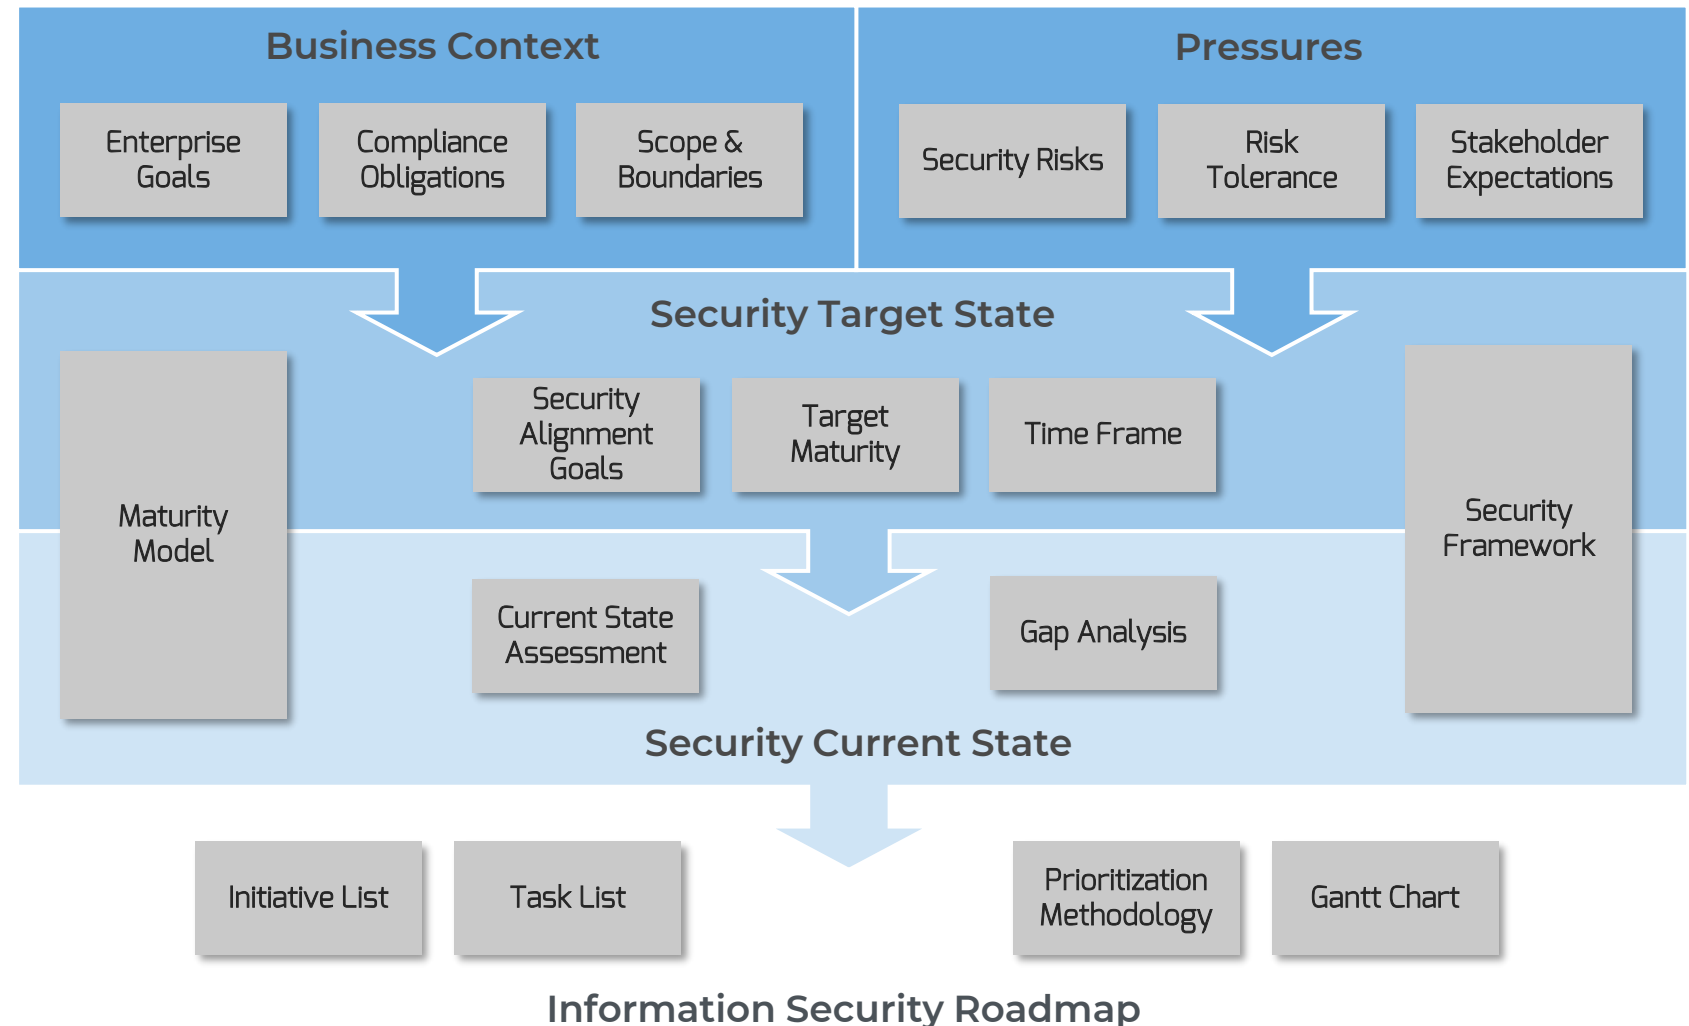 Business Context
Pressures
Enterprise
Goals
Compliance
Obligations
Scope &
Boundaries
Security Risks
Risk
Tolerance
Stakeholder
Expectations
Security Target State
Maturity
Model
Security
Alignment
Goals
Target
Maturity
Time Frame
Security
Framework
Current State
Assessment
Gap Analysis
Security Current State
Initiative List
Task List
Prioritization
Methodology
Gantt Chart
Information Security Roadmap